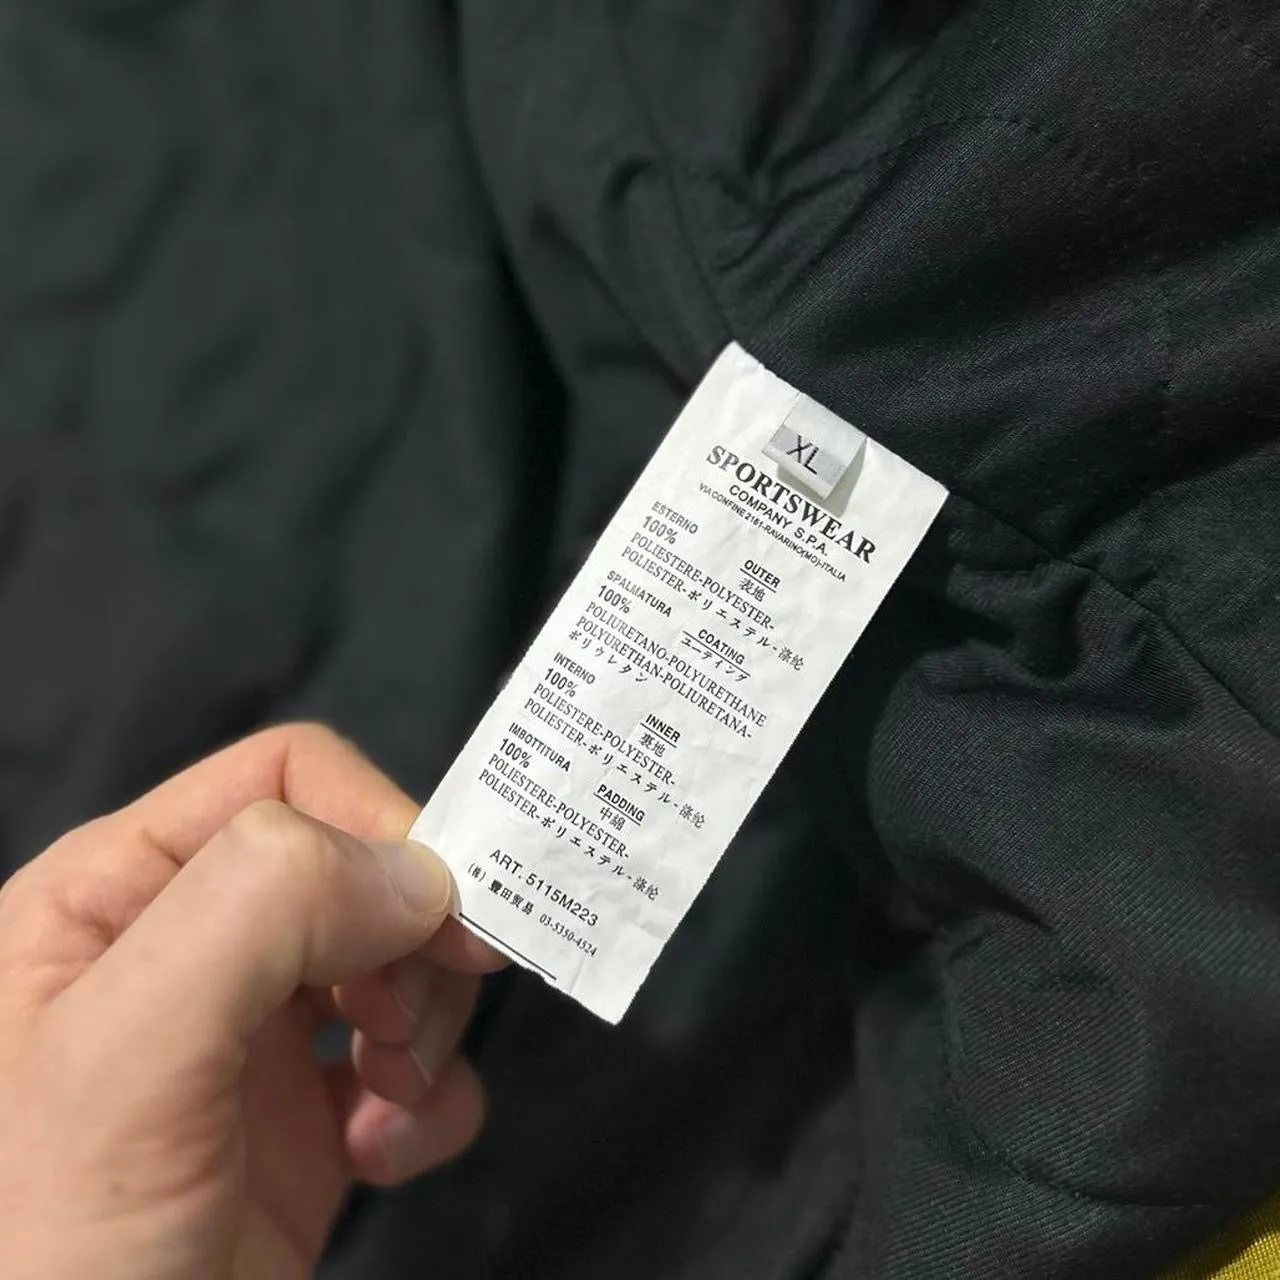 XL
SPORTSWEAR
COMPANY S.P.A.
VIA CONFINE 2161-RAVARINO(MO)-ITALIA
ESTERNO OUTER
100% 表地
POLIESTERE-POLYESTER-
POLIESTER-ポリエステル-涤纶
SPALMATURA COATING
100% コーティング
POLIURETANO-POLYURETHANE
POLYURETHAN-POLIURETANA-
ポリウレタン
INTERNO INNER
100% 裏地
POLIESTERE-POLYESTER-
POLIESTER-ポリエステル-涤纶
IMBOTTITURA PADDING
100% 中綿
POLIESTERE-POLYESTER-
POLIESTER-ポリエステル-涤纶
ART. 5115M223
(株) 豊田貿易 03-5350-4524